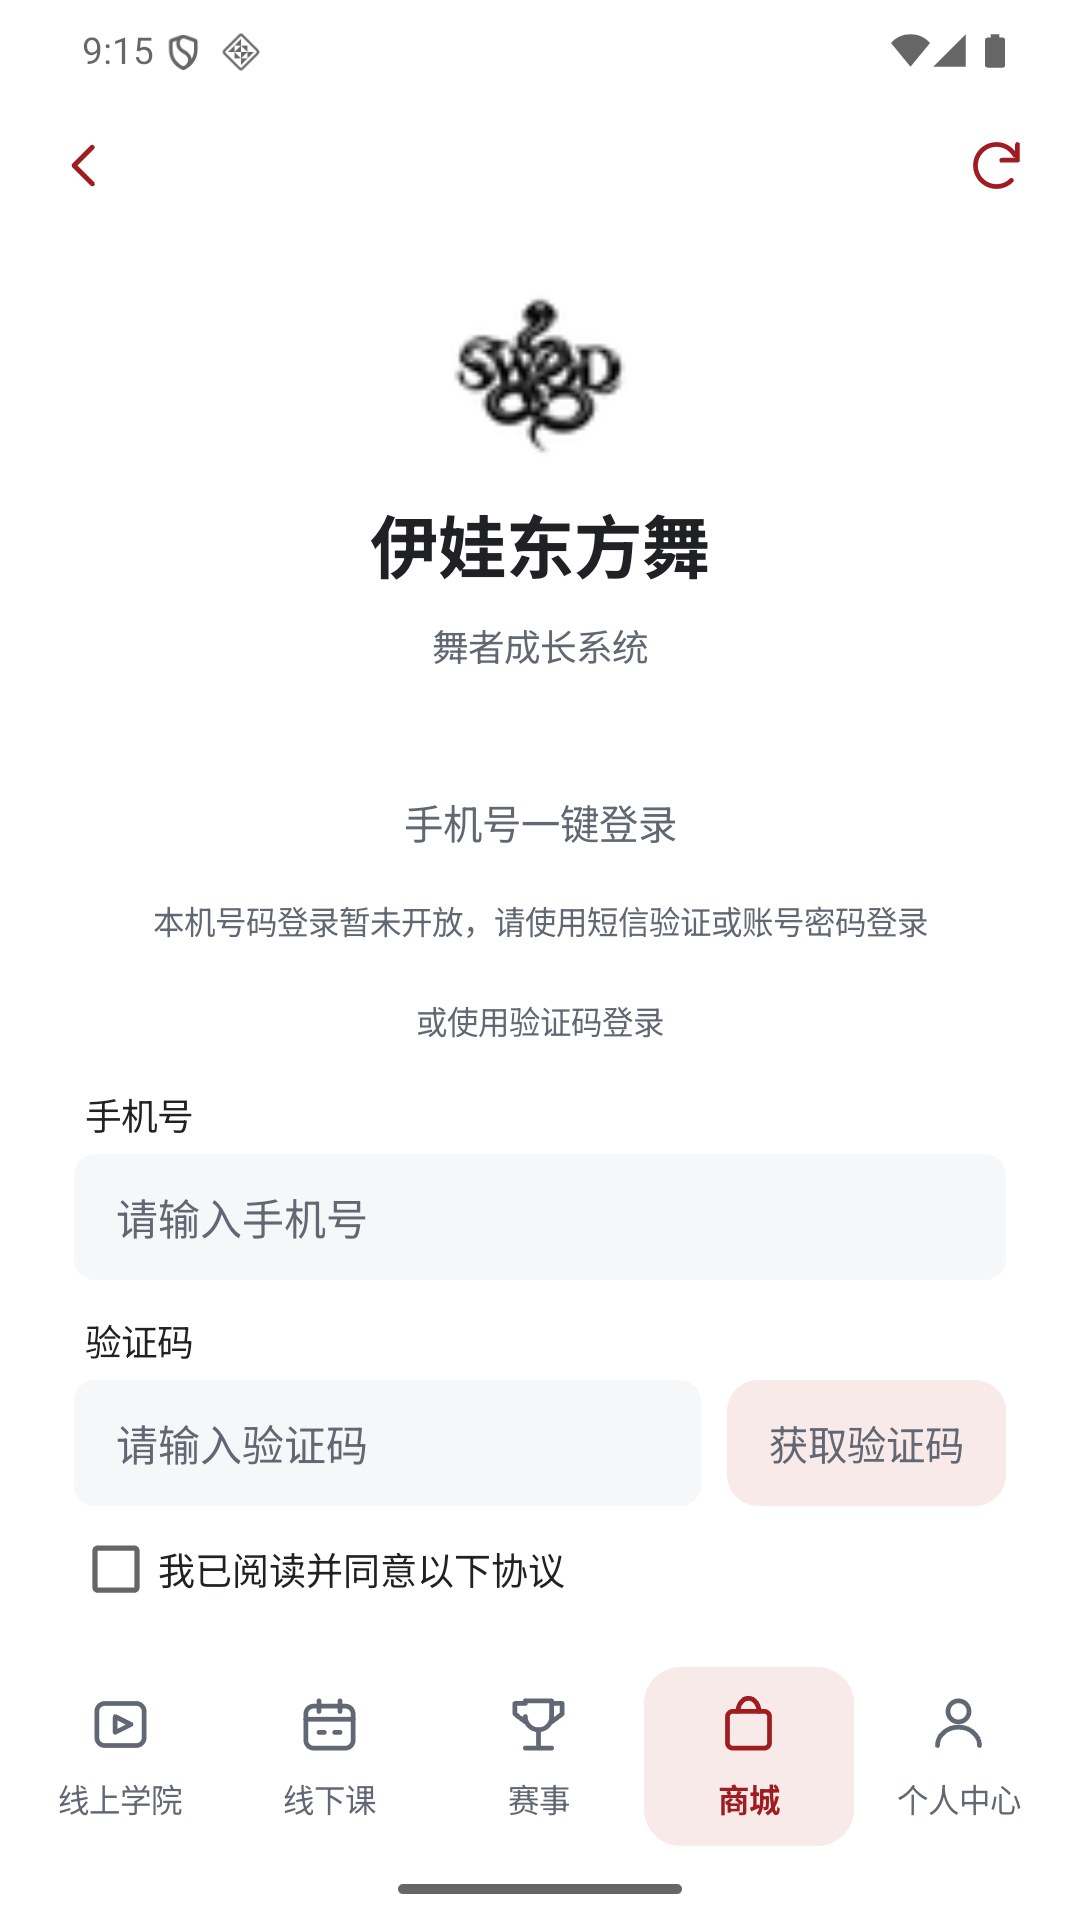 9:15
SWED
伊娃东方舞
舞者成长系统
手机号一键登录
本机号码登录暂未开放，请使用短信验证或账号密码登录
或使用验证码登录
手机号
请输入手机号
验证码
请输入验证码
获取验证码
我已阅读并同意以下协议
线上学院
线下课
赛事
商城
个人中心